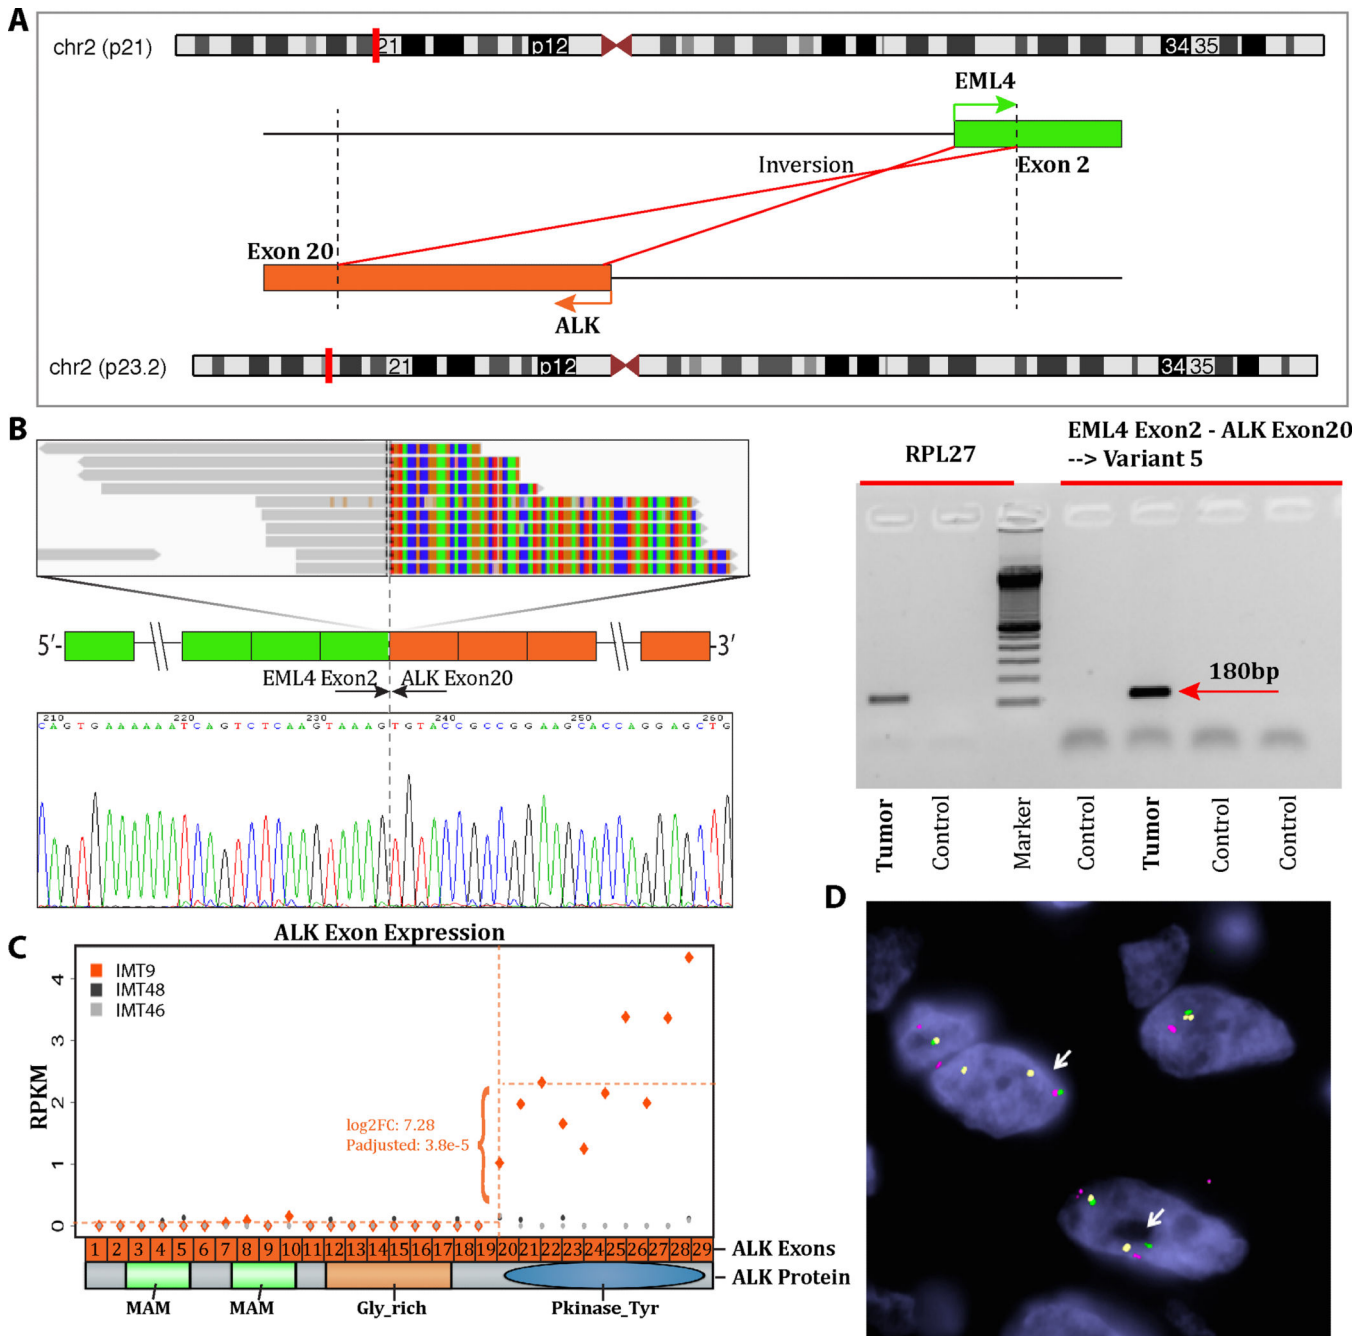 A
chr2 (p21)
21
p12
34
35
EML4
Inversion
Exon 2
Exon 20
ALK
chr2 (p23.2)
21
p12
34
35
B
5'-
-3'
EML4 Exon2
ALK Exon20
210 220 230 240 250 260
CAGTGAAAAAATCAGTCTCAAGTAAAGTGTACCGCCGGAAGCACCAGGAGCTG
RPL27
EML4 Exon2 - ALK Exon20
--> Variant 5
180bp
Tumor
Control
Marker
Control
Tumor
Control
Control
C
ALK Exon Expression
IMT9
IMT48
IMT46
RPKM
4
3
2
1
0
log2FC: 7.28
Padjusted: 3.8e-5
1 2 3 4 5 6 7 8 9 10 11 12 13 14 15 16 17 18 19 20 21 22 23 24 25 26 27 28 29
ALK Exons
ALK Protein
MAM
MAM
Gly_rich
Pkinase_Tyr
D